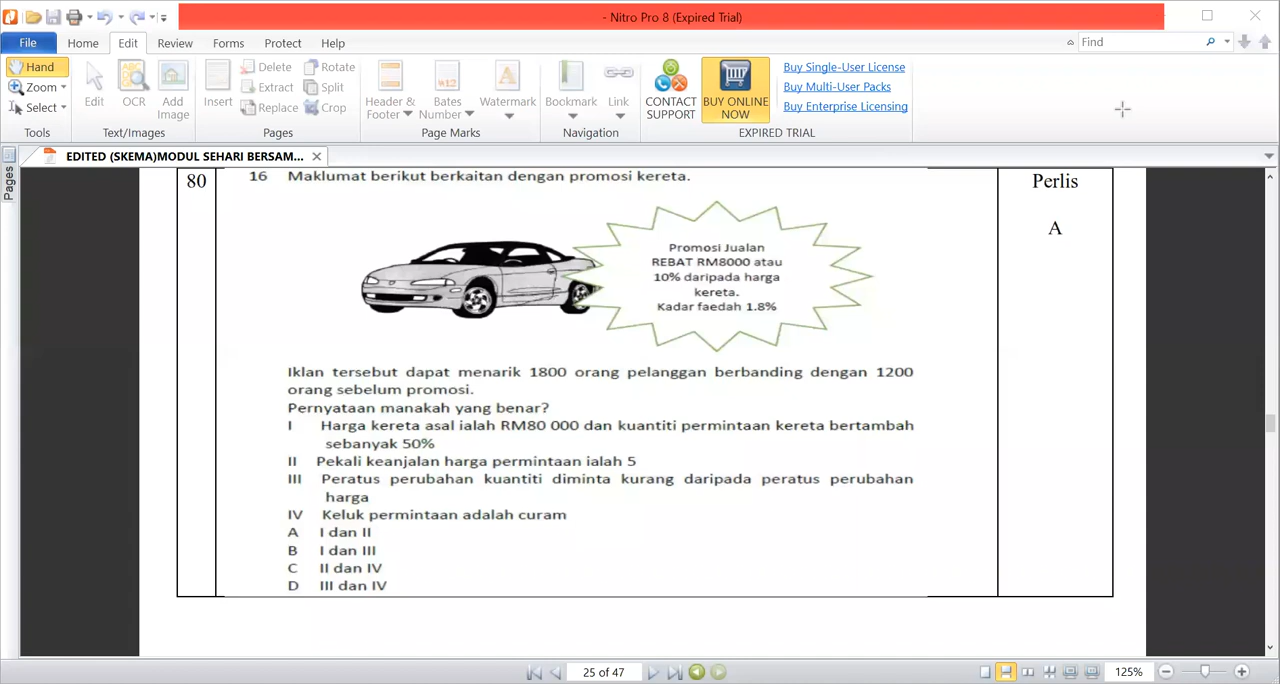 - Nitro Pro 8 (Expired Trial)
File Home Edit Review Forms Protect Help Find
Hand
Zoom
Select
Tools
Edit OCR Add Image
Text/Images
Insert Delete Extract Replace Rotate Split Crop
Pages
Header & Footer Bates Number Watermark
Page Marks
Bookmark Link
Navigation
CONTACT SUPPORT BUY ONLINE NOW
Buy Single-User License
Buy Multi-User Packs
Buy Enterprise Licensing
EXPIRED TRIAL
EDITED (SKEMA)MODUL SEHARI BERSAM...
Pages
80
16 Maklumat berikut berkaitan dengan promosi kereta.
Perlis
A
Promosi Jualan
REBAT RM8000 atau
10% daripada harga
kereta.
Kadar faedah 1.8%
Iklan tersebut dapat menarik 1800 orang pelanggan berbanding dengan 1200
orang sebelum promosi.
Pernyataan manakah yang benar?
I Harga kereta asal ialah RM80 000 dan kuantiti permintaan kereta bertambah
sebanyak 50%
II Pekali keanjalan harga permintaan ialah 5
III Peratus perubahan kuantiti diminta kurang daripada peratus perubahan
harga
IV Keluk permintaan adalah curam
A I dan II
B I dan III
C II dan IV
D III dan IV
25 of 47
125%